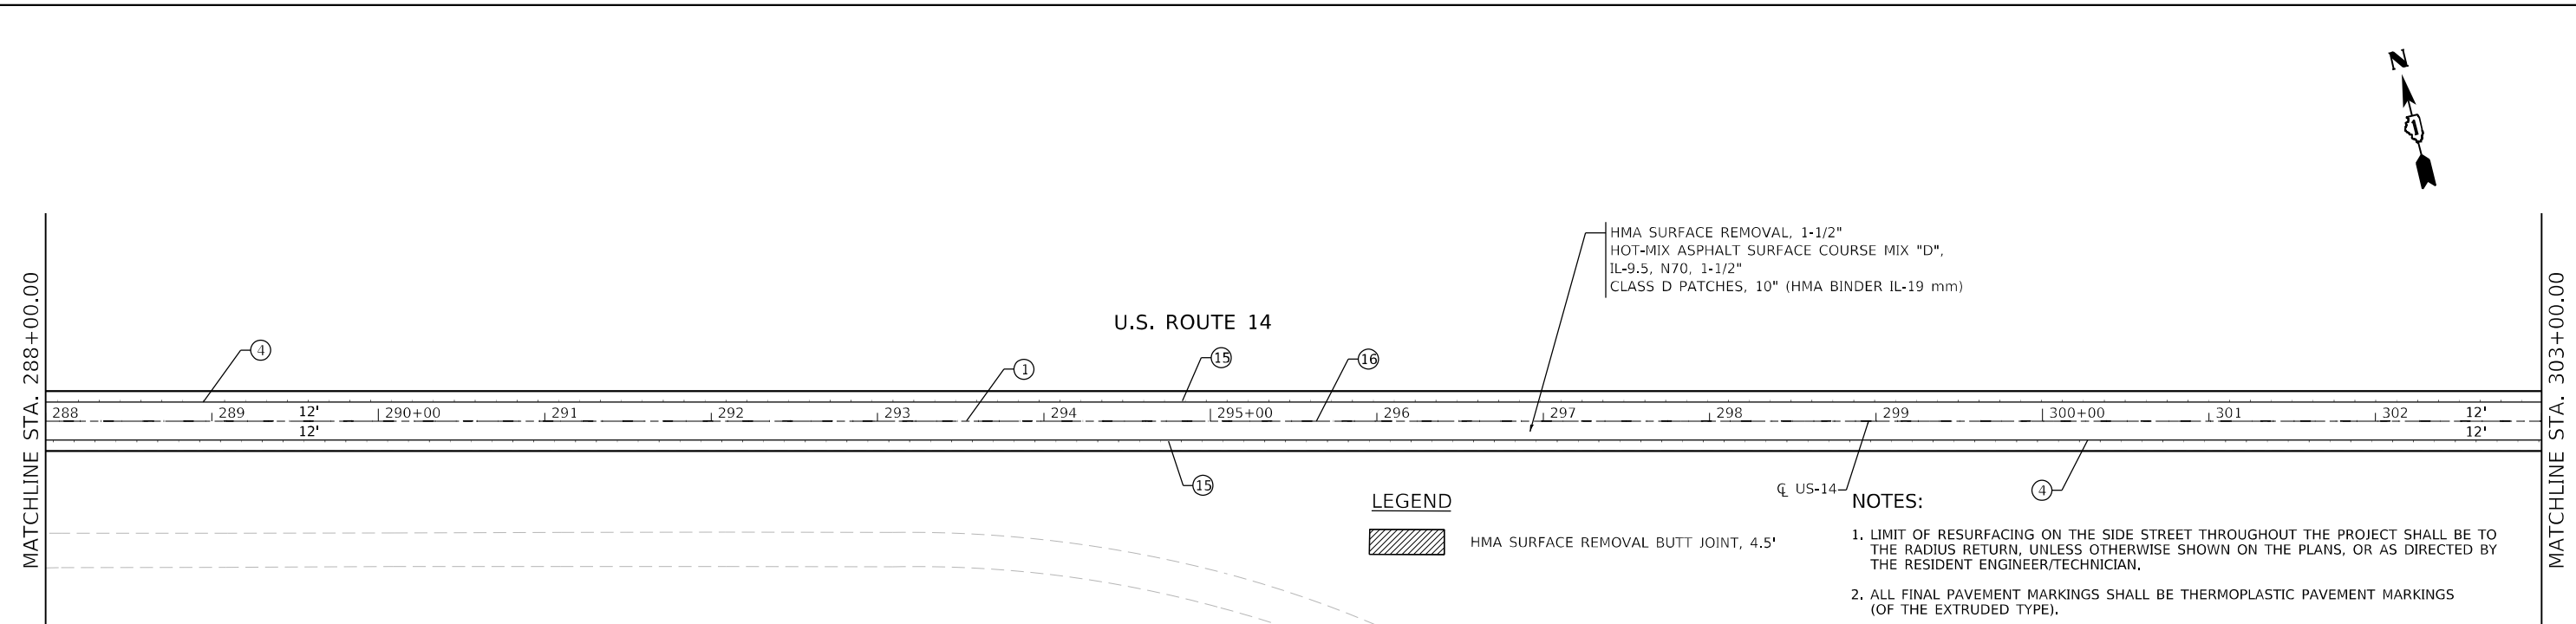 N
HMA SURFACE REMOVAL, 1-1/2"
HOT-MIX ASPHALT SURFACE COURSE MIX "D",
IL-9.5, N70, 1-1/2"
CLASS D PATCHES, 10" (HMA BINDER IL-19 mm)
U.S. ROUTE 14
MATCHLINE STA. 288+00.00
MATCHLINE STA. 303+00.00
4
1
15
16
288 289 12' 290+00 291 292 293 294 295+00 296 297 298 299 300+00 301 302 12'
12' 12'
15
℄ US-14
4
LEGEND
HMA SURFACE REMOVAL BUTT JOINT, 4.5'
NOTES:
1. LIMIT OF RESURFACING ON THE SIDE STREET THROUGHOUT THE PROJECT SHALL BE TO
THE RADIUS RETURN, UNLESS OTHERWISE SHOWN ON THE PLANS, OR AS DIRECTED BY
THE RESIDENT ENGINEER/TECHNICIAN.
2. ALL FINAL PAVEMENT MARKINGS SHALL BE THERMOPLASTIC PAVEMENT MARKINGS
(OF THE EXTRUDED TYPE).